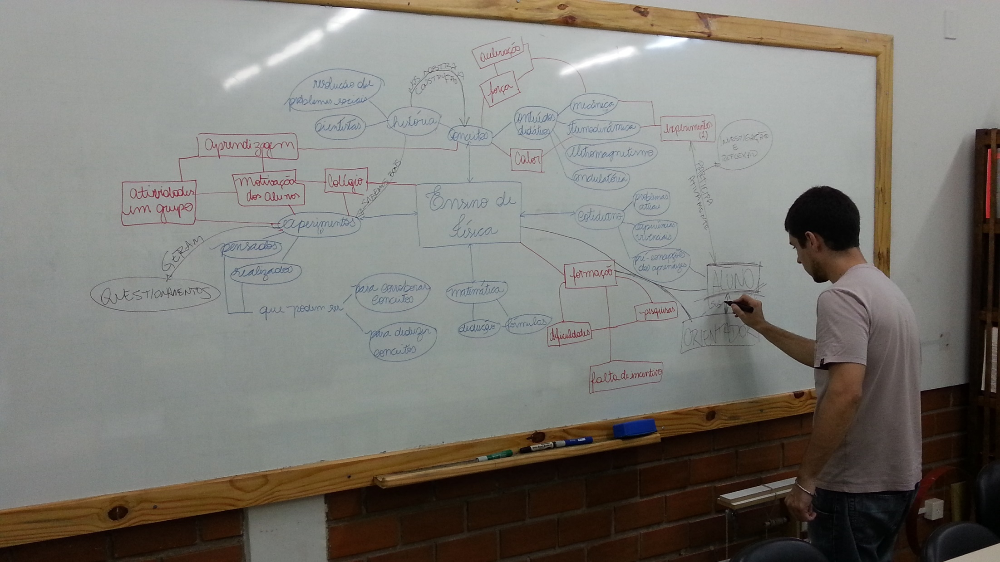 aceleração
força
NOS MOSTRA
CONSTRUÇÃO
resolução de
problemas sociais
cientistas
história
conceitos
conteúdos
didáticos
mecânica
termodinâmica
eletromagnetismo
ondulatória
experimentos
(2)
INVESTIGAÇÃO
E
REFLEXÃO
aprendizagem
Calor
atividades
em grupo
motivação
dos alunos
Colégio
SABEMOS
PARTICIPA
ATIVAMENTE
Ensino de
Física
cotidiano
problemas
atuais
experiências
vivenciais
pré-concepções
dos aprendizes
experimentos
(1)
GERAM
QUESTIONAMENTOS
pensados
realizados
que podem ser
para corroborar
conceitos
para deduzir
conceitos
matemática
dedução
fórmulas
formação
pesquisas
dificuldades
falta de incentivo
ALUNO
SUB
ORIENTADOR